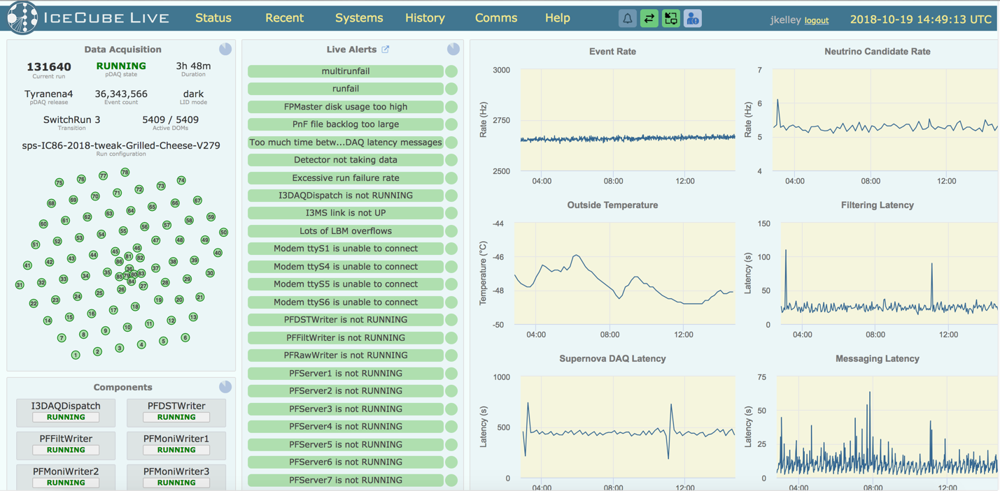 ICECUBE LIVE Status Recent Systems History Comms Help jkelley logout 2018-10-19 14:49:13 UTC
Data Acquisition
131640 RUNNING 3h 48m
Current run pDAQ state Duration
Tyranena4 36,343,566 dark
pDAQ release Event count LID mode
SwitchRun 3 5409 / 5409
Transition Active DOMs
sps-IC86-2018-tweak-Grilled-Cheese-V279
Run configuration
78
77
76 74
75 73
72
71
70 67
69 66
68 65
64
63 59
62 58
61 57
60 56 50
55
54 49
53 48
52 47
51 46 40
45
44 81 82 39
43 86 38
42 36 37
41 35 85 79 80 83 30
34 84 29
33 28
32 27
31 26
25 21
24 20
23 19
22 18
17 13
16 12
15 11
14 10
9
8 6
7 5
4
3
2
1
Components
I3DAQDispatch PFDSTWriter
RUNNING RUNNING
PFFiltWriter PFMoniWriter1
RUNNING RUNNING
PFMoniWriter2 PFMoniWriter3
RUNNING RUNNING
Live Alerts
multirunfail
runfail
FPMaster disk usage too high
PnF file backlog too large
Too much time betw...DAQ latency messages
Detector not taking data
Excessive run failure rate
I3DAQDispatch is not RUNNING
I3MS link is not UP
Lots of LBM overflows
Modem ttyS1 is unable to connect
Modem ttyS4 is unable to connect
Modem ttyS5 is unable to connect
Modem ttyS6 is unable to connect
PFDSTWriter is not RUNNING
PFFiltWriter is not RUNNING
PFRawWriter is not RUNNING
PFServer1 is not RUNNING
PFServer2 is not RUNNING
PFServer3 is not RUNNING
PFServer4 is not RUNNING
PFServer5 is not RUNNING
PFServer6 is not RUNNING
PFServer7 is not RUNNING
Event Rate
Rate (Hz)
3000
2750
2500
04:00 08:00 12:00
Neutrino Candidate Rate
Rate (Hz)
7
6
5
4
04:00 08:00 12:00
Outside Temperature
Temperature (°C)
-44
-46
-48
-50
04:00 08:00 12:00
Filtering Latency
Latency (s)
150
100
50
0
04:00 08:00 12:00
Supernova DAQ Latency
Latency (s)
1000
500
0
04:00 08:00 12:00
Messaging Latency
Latency (s)
75
50
25
0
04:00 08:00 12:00